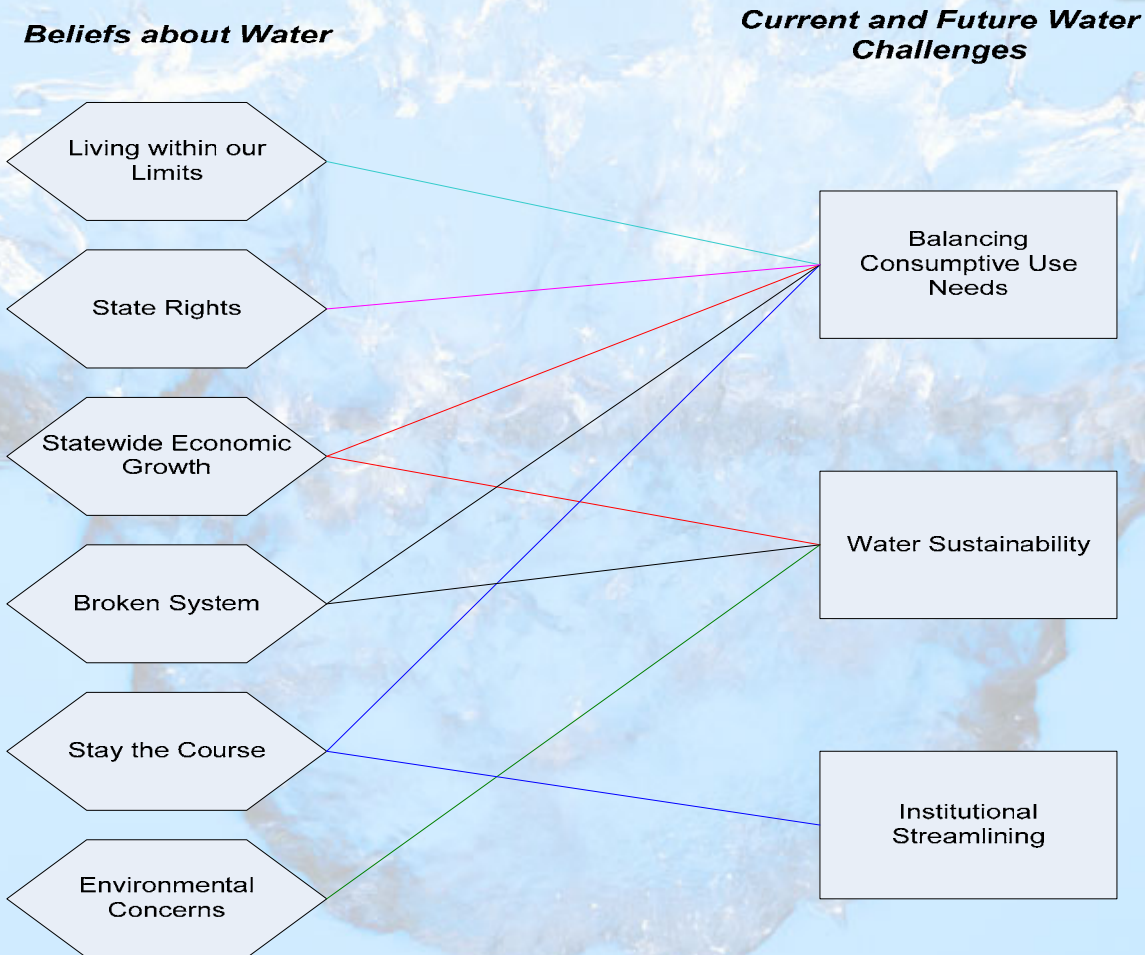 Beliefs about Water
Current and Future Water
Challenges
Living within our
Limits
State Rights
Statewide Economic
Growth
Broken System
Stay the Course
Environmental
Concerns
Balancing
Consumptive Use
Needs
Water Sustainability
Institutional
Streamlining